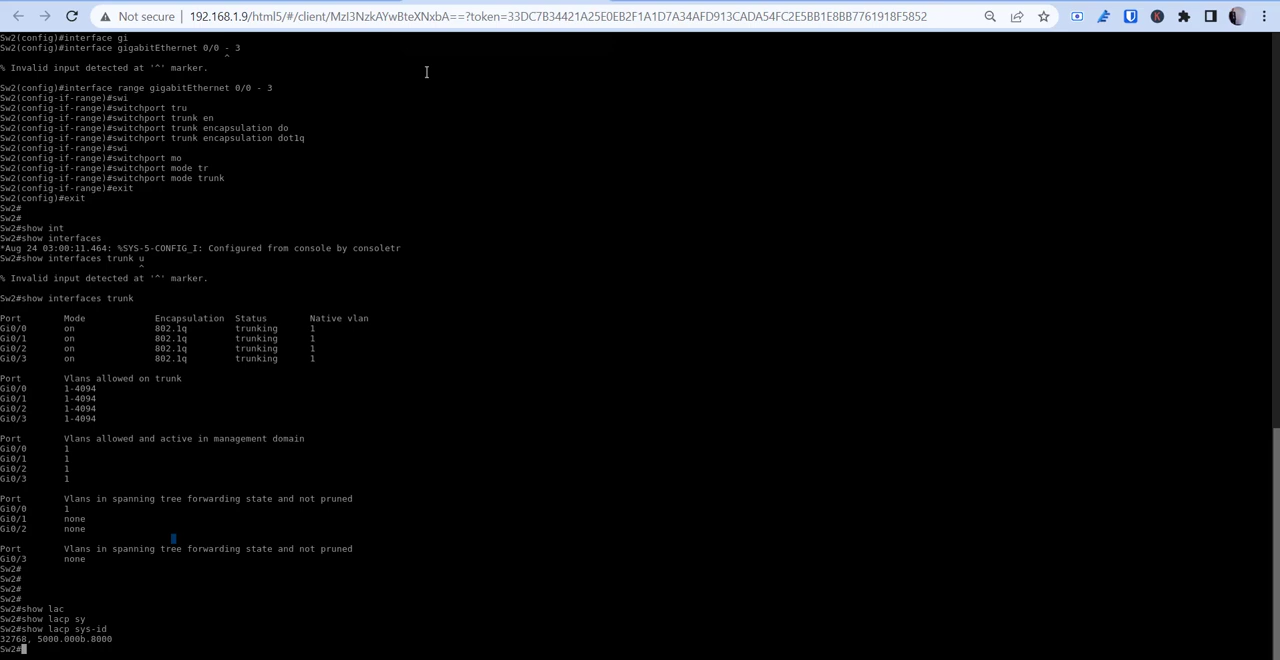 Not secure
192.168.1.9/html5/#/client/MzI3NzkAYwBteXNxbA==?token=33DC7B34421A25E0EB2F1A1D7A34AFD913CADA54FC2E5BB1E8BB7761918F5852
Sw2(config)#interface gi
Sw2(config)#interface gigabitEthernet 0/0 - 3
^
% Invalid input detected at '^' marker.
Sw2(config)#interface range gigabitEthernet 0/0 - 3
Sw2(config-if-range)#swi
Sw2(config-if-range)#switchport tru
Sw2(config-if-range)#switchport trunk en
Sw2(config-if-range)#switchport trunk encapsulation do
Sw2(config-if-range)#switchport trunk encapsulation dot1q
Sw2(config-if-range)#swi
Sw2(config-if-range)#switchport mo
Sw2(config-if-range)#switchport mode tr
Sw2(config-if-range)#switchport mode trunk
Sw2(config-if-range)#exit
Sw2(config)#exit
Sw2#
Sw2#
Sw2#show int
Sw2#show interfaces
*Aug 24 03:00:11.464: %SYS-5-CONFIG_I: Configured from console by consoletr
Sw2#show interfaces trunk u
^
% Invalid input detected at '^' marker.
Sw2#show interfaces trunk
Port Mode Encapsulation Status Native vlan
Gi0/0 on 802.1q trunking 1
Gi0/1 on 802.1q trunking 1
Gi0/2 on 802.1q trunking 1
Gi0/3 on 802.1q trunking 1
Port Vlans allowed on trunk
Gi0/0 1-4094
Gi0/1 1-4094
Gi0/2 1-4094
Gi0/3 1-4094
Port Vlans allowed and active in management domain
Gi0/0 1
Gi0/1 1
Gi0/2 1
Gi0/3 1
Port Vlans in spanning tree forwarding state and not pruned
Gi0/0 1
Gi0/1 none
Gi0/2 none
Port Vlans in spanning tree forwarding state and not pruned
Gi0/3 none
Sw2#
Sw2#
Sw2#
Sw2#
Sw2#show lac
Sw2#show lacp sy
Sw2#show lacp sys-id
32768, 5000.000b.8000
Sw2#